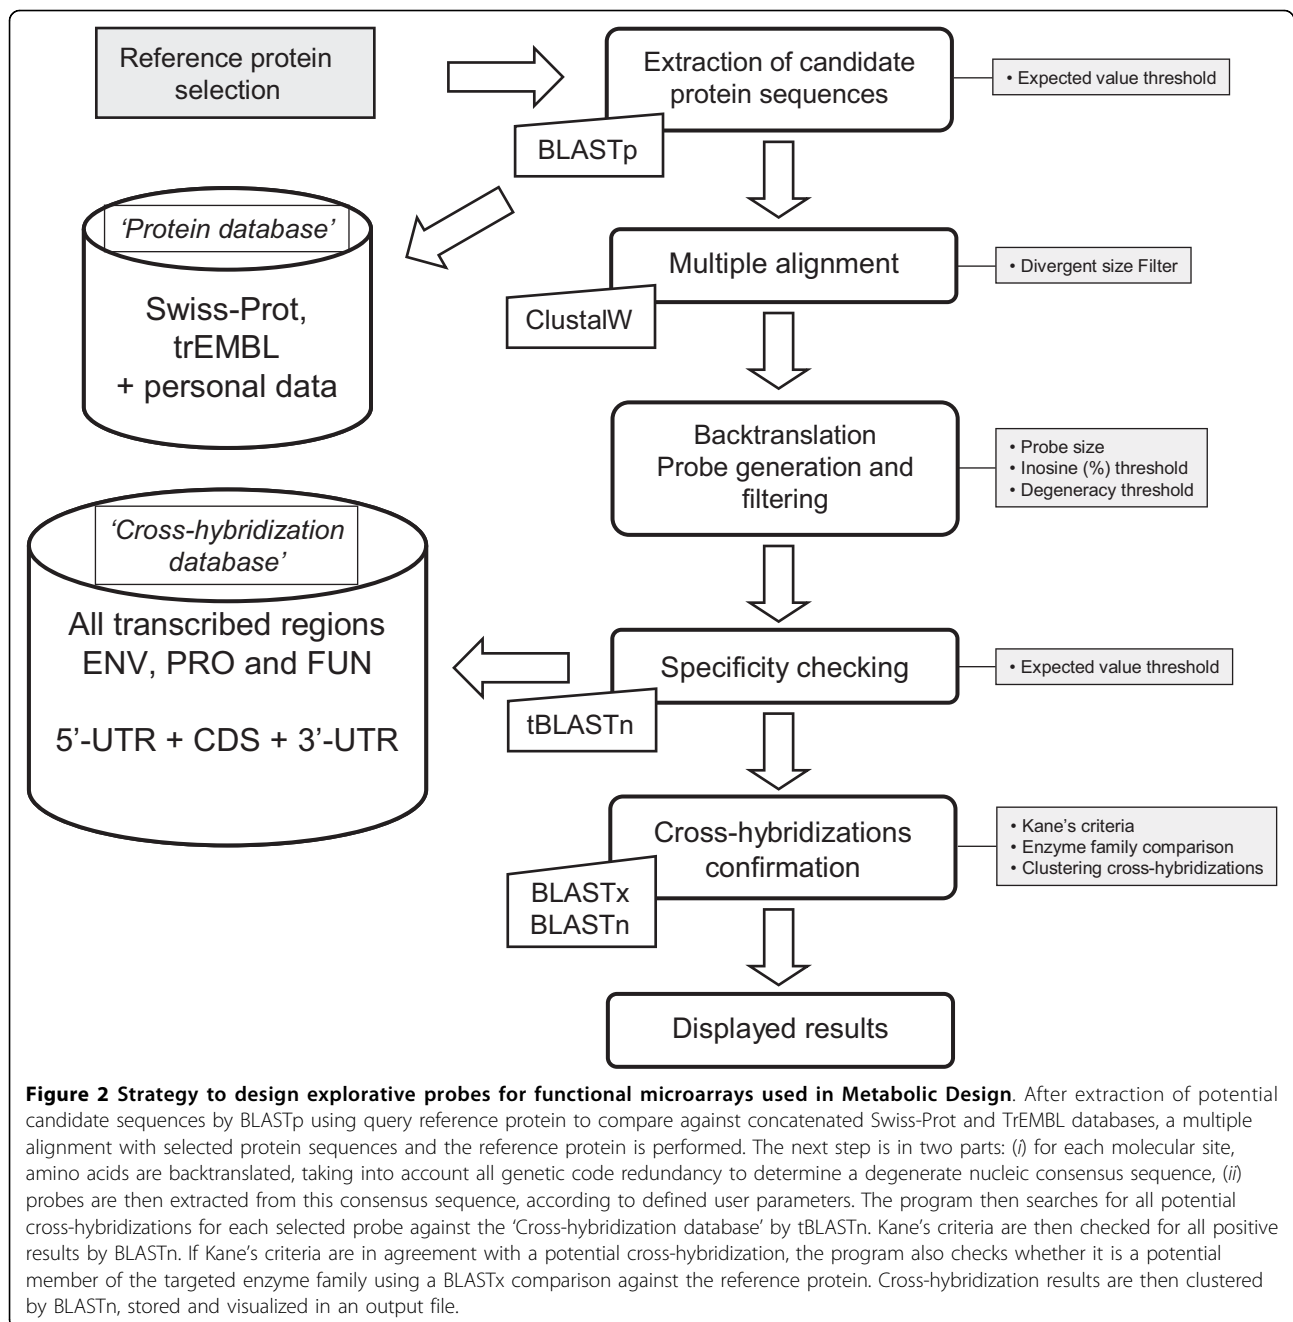 Reference protein
selection
Extraction of candidate
protein sequences
• Expected value threshold
BLASTp
‘Protein database’
Swiss-Prot,
trEMBL
+ personal data
Multiple alignment
• Divergent size Filter
ClustalW
Backtranslation
Probe generation and
filtering
• Probe size
• Inosine (%) threshold
• Degeneracy threshold
‘Cross-hybridization
database’
All transcribed regions
ENV, PRO and FUN
5’-UTR + CDS + 3’-UTR
Specificity checking
• Expected value threshold
tBLASTn
Cross-hybridizations
confirmation
• Kane’s criteria
• Enzyme family comparison
• Clustering cross-hybridizations
BLASTx
BLASTn
Displayed results
Figure 2 Strategy to design explorative probes for functional microarrays used in Metabolic Design. After extraction of potential
candidate sequences by BLASTp using query reference protein to compare against concatenated Swiss-Prot and TrEMBL databases, a multiple
alignment with selected protein sequences and the reference protein is performed. The next step is in two parts: (i) for each molecular site,
amino acids are backtranslated, taking into account all genetic code redundancy to determine a degenerate nucleic consensus sequence, (ii)
probes are then extracted from this consensus sequence, according to defined user parameters. The program then searches for all potential
cross-hybridizations for each selected probe against the ‘Cross-hybridization database’ by tBLASTn. Kane’s criteria are then checked for all positive
results by BLASTn. If Kane’s criteria are in agreement with a potential cross-hybridization, the program also checks whether it is a potential
member of the targeted enzyme family using a BLASTx comparison against the reference protein. Cross-hybridization results are then clustered
by BLASTn, stored and visualized in an output file.